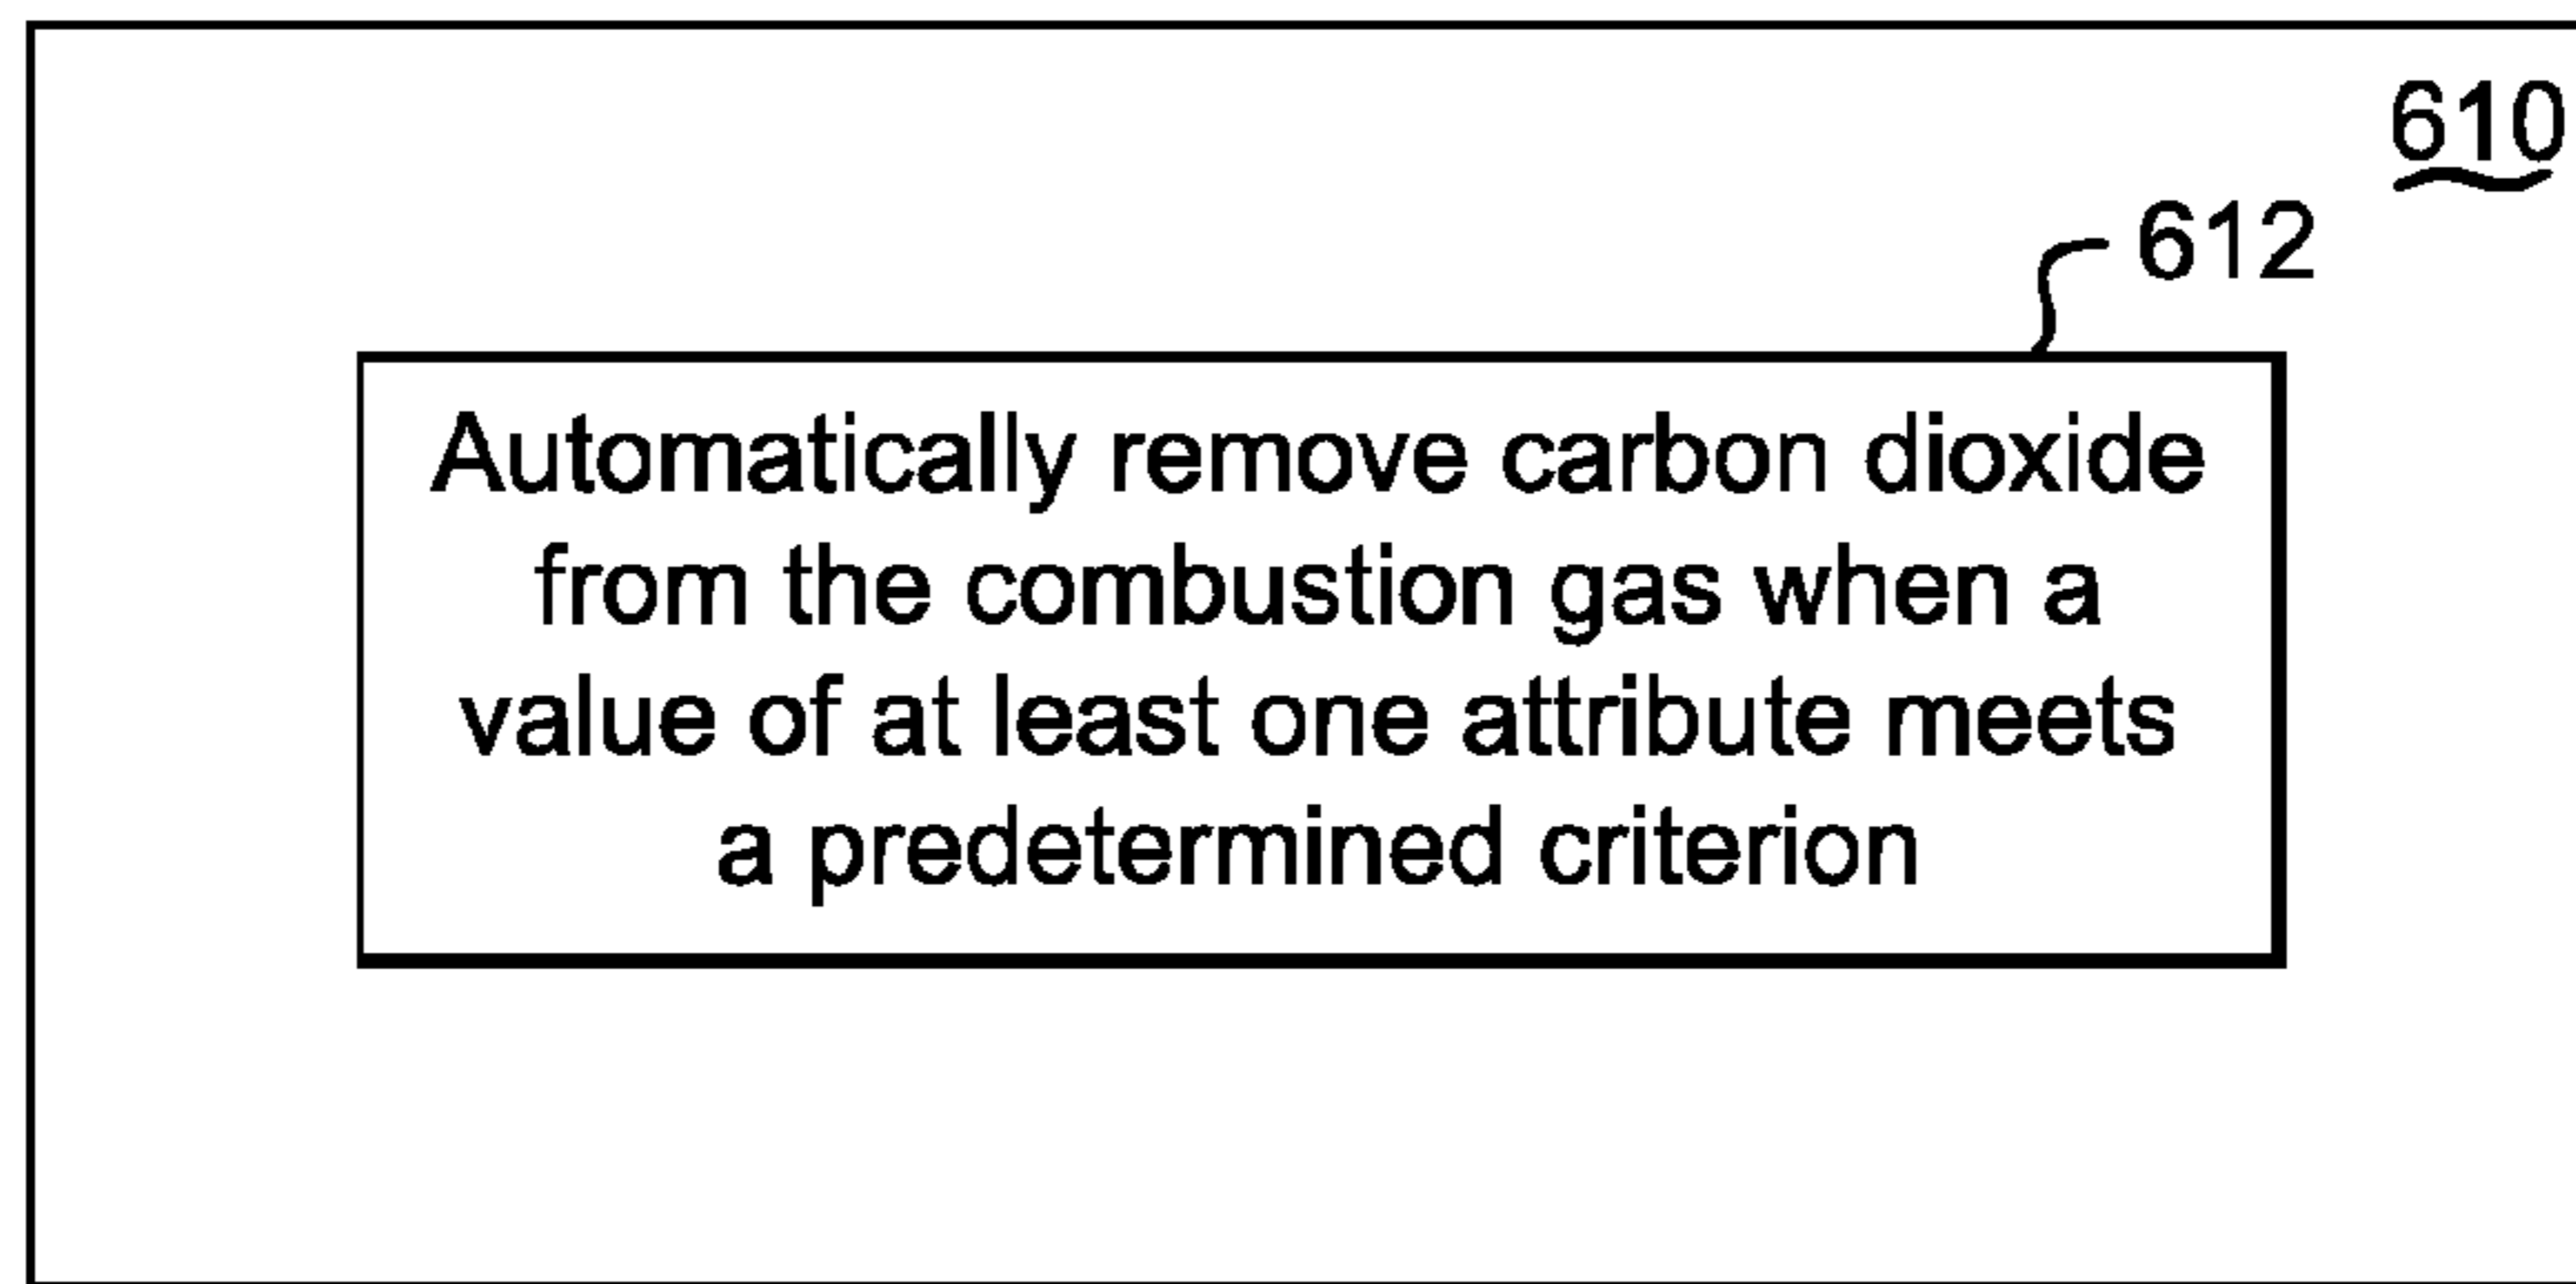 610
612
Automatically remove carbon dioxide
from the combustion gas when a
value of at least one attribute meets
a predetermined criterion